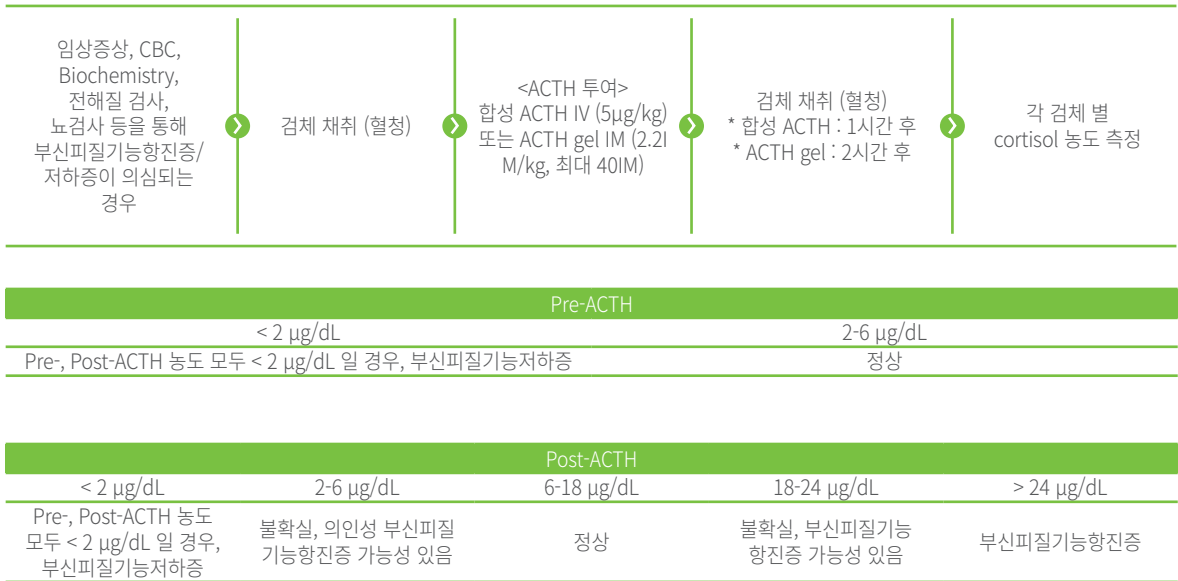 임상증상, CBC,
Biochemistry,
전해질 검사,
뇨검사 등을 통해
부신피질기능항진증/
저하증이 의심되는
경우
검체 채취 (혈청)
<ACTH 투여>
합성 ACTH IV (5µg/kg)
또는 ACTH gel IM (2.2I
M/kg, 최대 40IM)
검체 채취 (혈청)
* 합성 ACTH : 1시간 후
* ACTH gel : 2시간 후
각 검체 별
cortisol 농도 측정
Pre-ACTH
< 2 µg/dL 2-6 µg/dL
Pre-, Post-ACTH 농도 모두 < 2 µg/dL 일 경우, 부신피질기능저하증 정상
Post-ACTH
< 2 µg/dL 2-6 µg/dL 6-18 µg/dL 18-24 µg/dL > 24 µg/dL
Pre-, Post-ACTH 농도
모두 < 2 µg/dL 일 경우,
부신피질기능저하증
불확실, 의인성 부신피질
기능항진증 가능성 있음
정상
불확실, 부신피질기능
항진증 가능성 있음
부신피질기능항진증